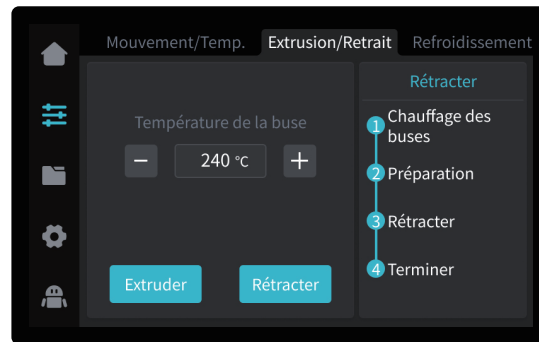 Mouvement/Temp. Extrusion/Retrait Refroidissement
Température de la buse
− 240 °C +
Extruder Rétracter
Rétracter
1 Chauffage des
buses
2 Préparation
3 Rétracter
4 Terminer